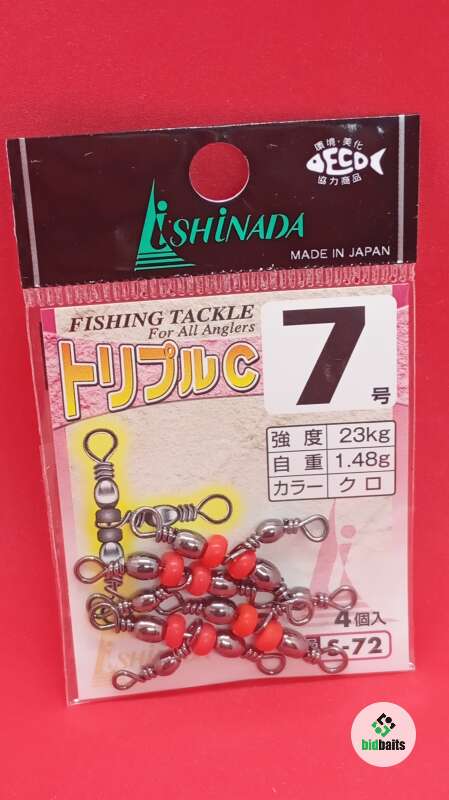 環境・美化
ECO
協力商品
ISHINADA
MADE IN JAPAN
FISHING TACKLE
For All Anglers
トリプルC
7
号
強度 23kg
自重 1.48g
カラー クロ
4個入
S-72
ISHINADA
bidbaits